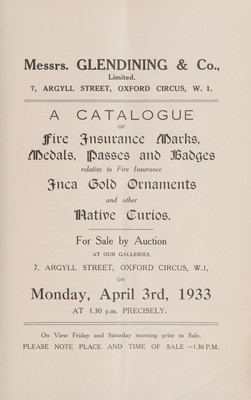 Messrs. GLENDINING & Co.,
Limited.
7, ARGYLL STREET, OXFORD CIRCUS, W. 1.
A CATALOGUE
OF
Fire Insurance Marks,
Medals, Passes and Badges
relative to Fire Insurance
Inca Gold Ornaments
and other
Native Curios.
For Sale by Auction
AT OUR GALLERIES,
7, ARGYLL STREET, OXFORD CIRCUS, W.1,
ON
Monday, April 3rd, 1933
AT 1.30 p.m. PRECISELY.
On View Friday and Saturday morning prior to Sale.
PLEASE NOTE PLACE AND TIME OF SALE —1.30 P.M.